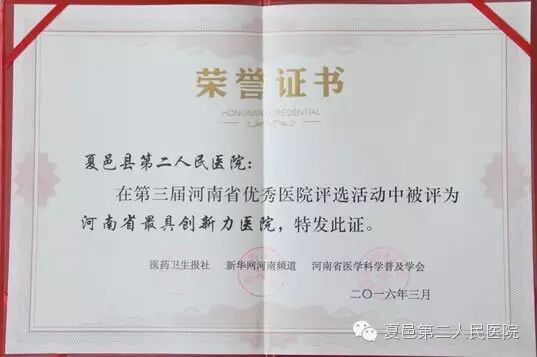 荣誉证书
HONORARY CREDENTIAL
夏邑县第二人民医院:
在第三届河南省优秀医院评选活动中被评为
河南省最具创新力医院,特发此证。
医药卫生报社 新华网河南频道 河南省医学科学普及学会
二〇一六年三月
夏邑第二人民医院